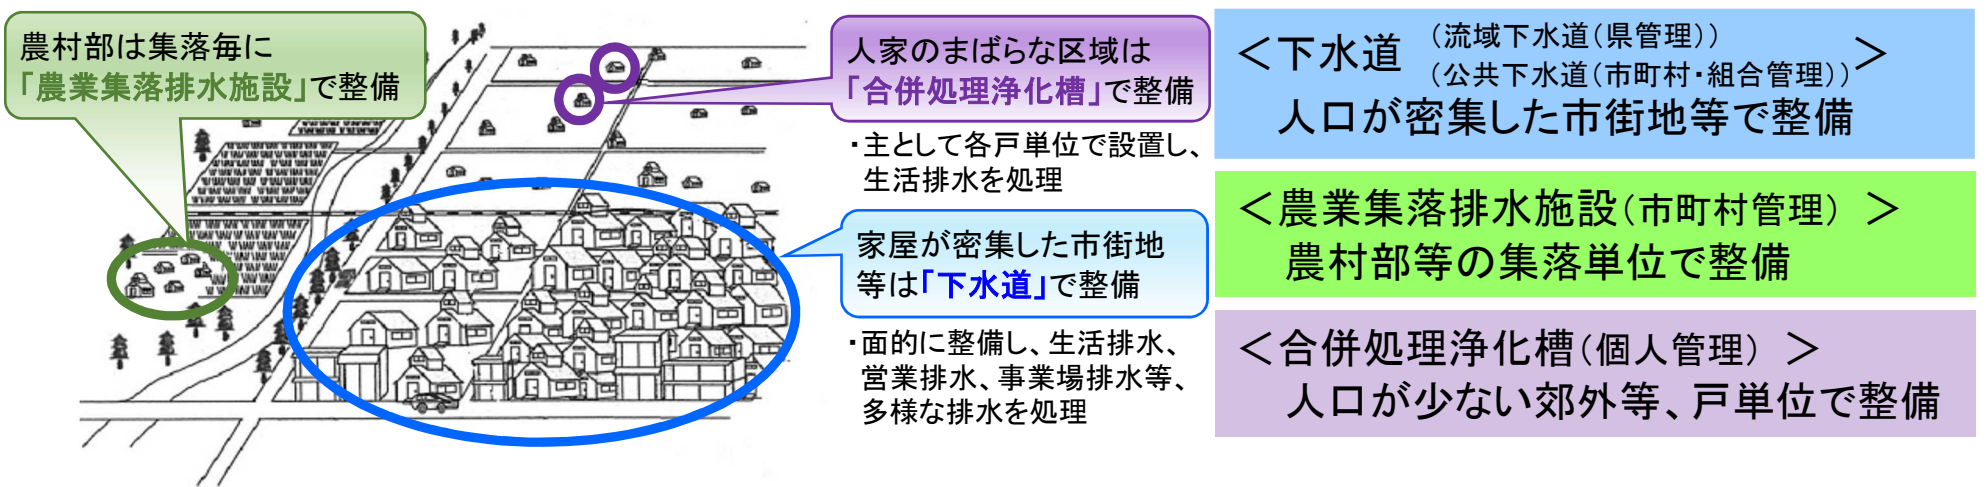 農村部は集落毎に
「農業集落排水施設」で整備
人家のまばらな区域は
「合併処理浄化槽」で整備
・主として各戸単位で設置し、
生活排水を処理
家屋が密集した市街地
等は「下水道」で整備
・面的に整備し、生活排水、
営業排水、事業場排水等、
多様な排水を処理
＜下水道（流域下水道（県管理））
（公共下水道（市町村・組合管理））＞
人口が密集した市街地等で整備
＜農業集落排水施設（市町村管理）＞
農村部等の集落単位で整備
＜合併処理浄化槽（個人管理）＞
人口が少ない郊外等、戸単位で整備